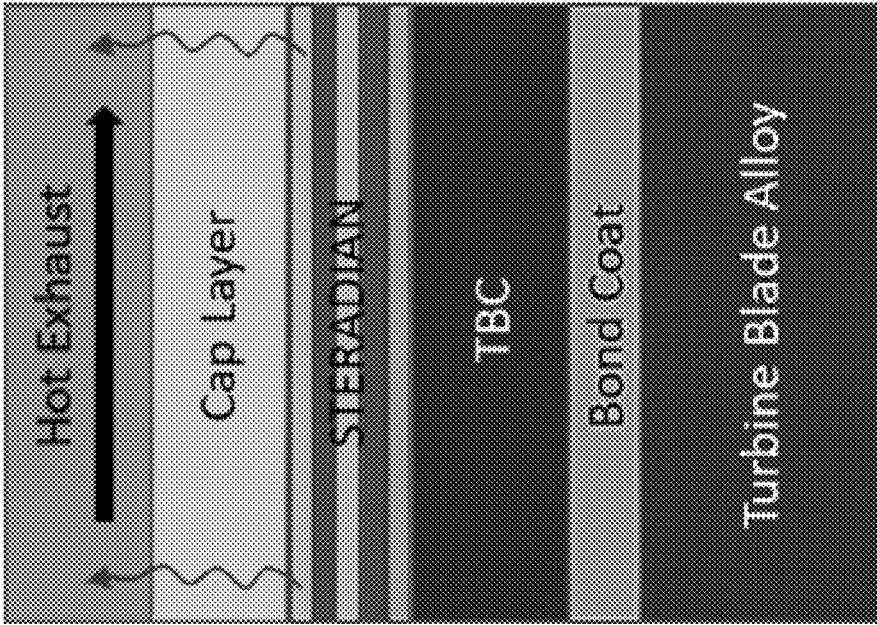 Hot Exhaust
Cap Layer
STERADIAN
TBC
Bond Coat
Turbine Blade Alloy